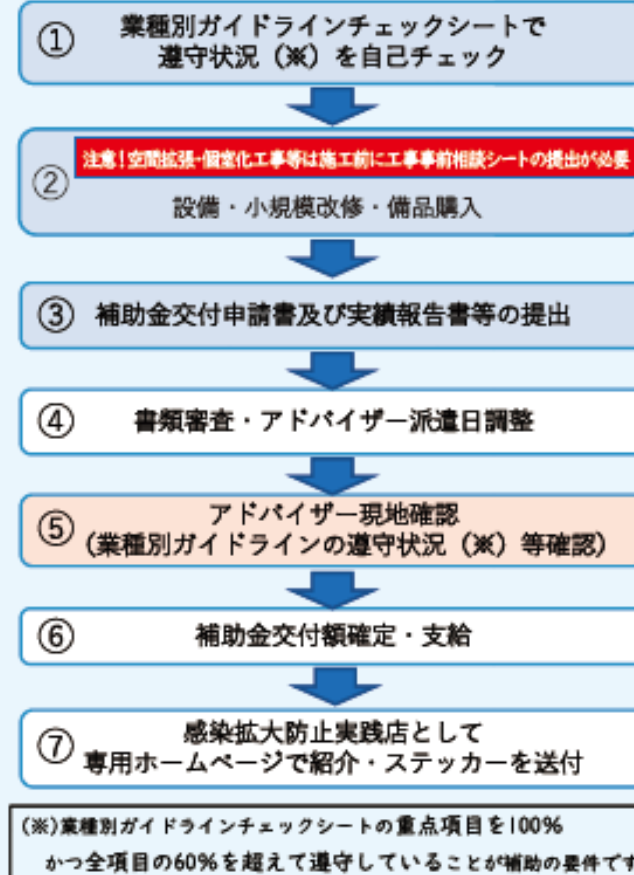 ① 業種別ガイドラインチェックシートで
遵守状況（※）を自己チェック
② 注意！空間拡張・個室化工事等は施工前に工事事前相談シートの提出が必要
設備・小規模改修・備品購入
③ 補助金交付申請書及び実績報告書等の提出
④ 書類審査・アドバイザー派遣日調整
⑤ アドバイザー現地確認
(業種別ガイドラインの遵守状況（※）等確認)
⑥ 補助金交付額確定・支給
⑦ 感染拡大防止実践店として
専用ホームページで紹介・ステッカーを送付
(※)業種別ガイドラインチェックシートの重点項目を100%
かつ全項目の60%を超えて遵守していることが補助の要件です